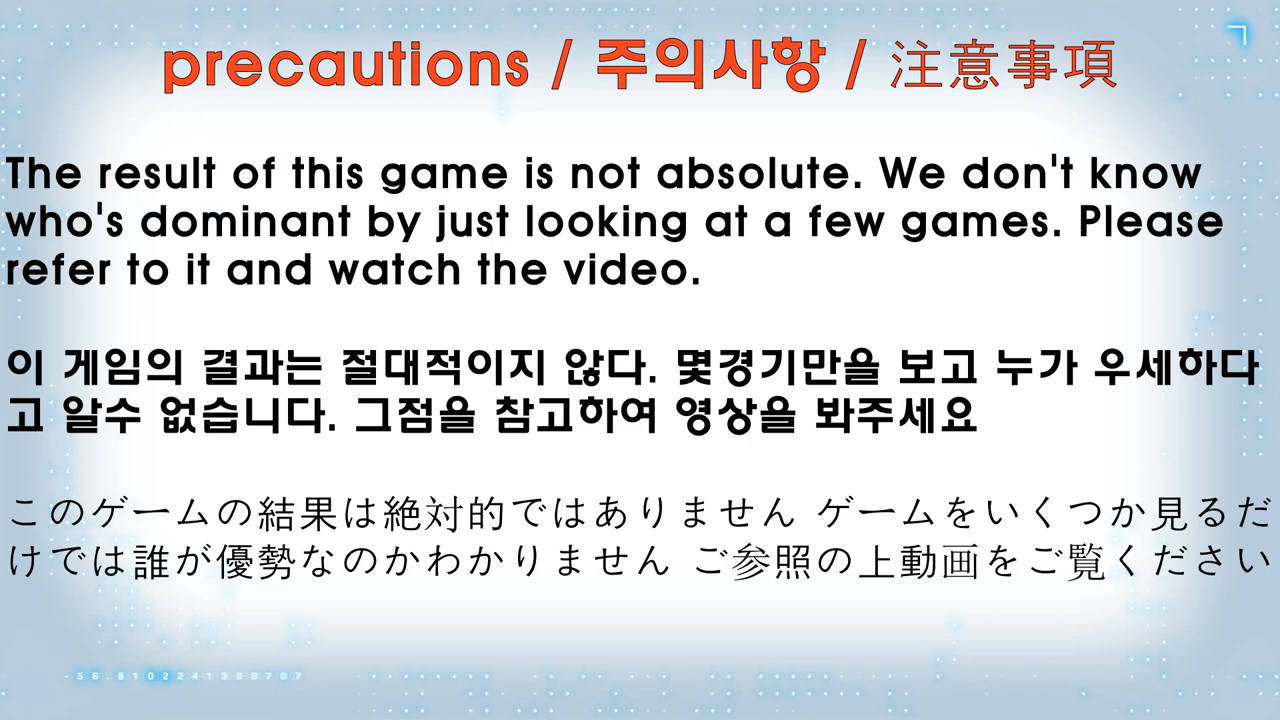 precautions / 주의사항 / 注意事項
The result of this game is not absolute. We don't know
who's dominant by just looking at a few games. Please
refer to it and watch the video.
이 게임의 결과는 절대적이지 않다. 몇경기만을 보고 누가 우세하다
고 알수 없습니다. 그점을 참고하여 영상을 봐주세요
このゲームの結果は絶対的ではありません ゲームをいくつか見るだ
けでは誰が優勢なのかわかりません ご参照の上動画をご覧ください